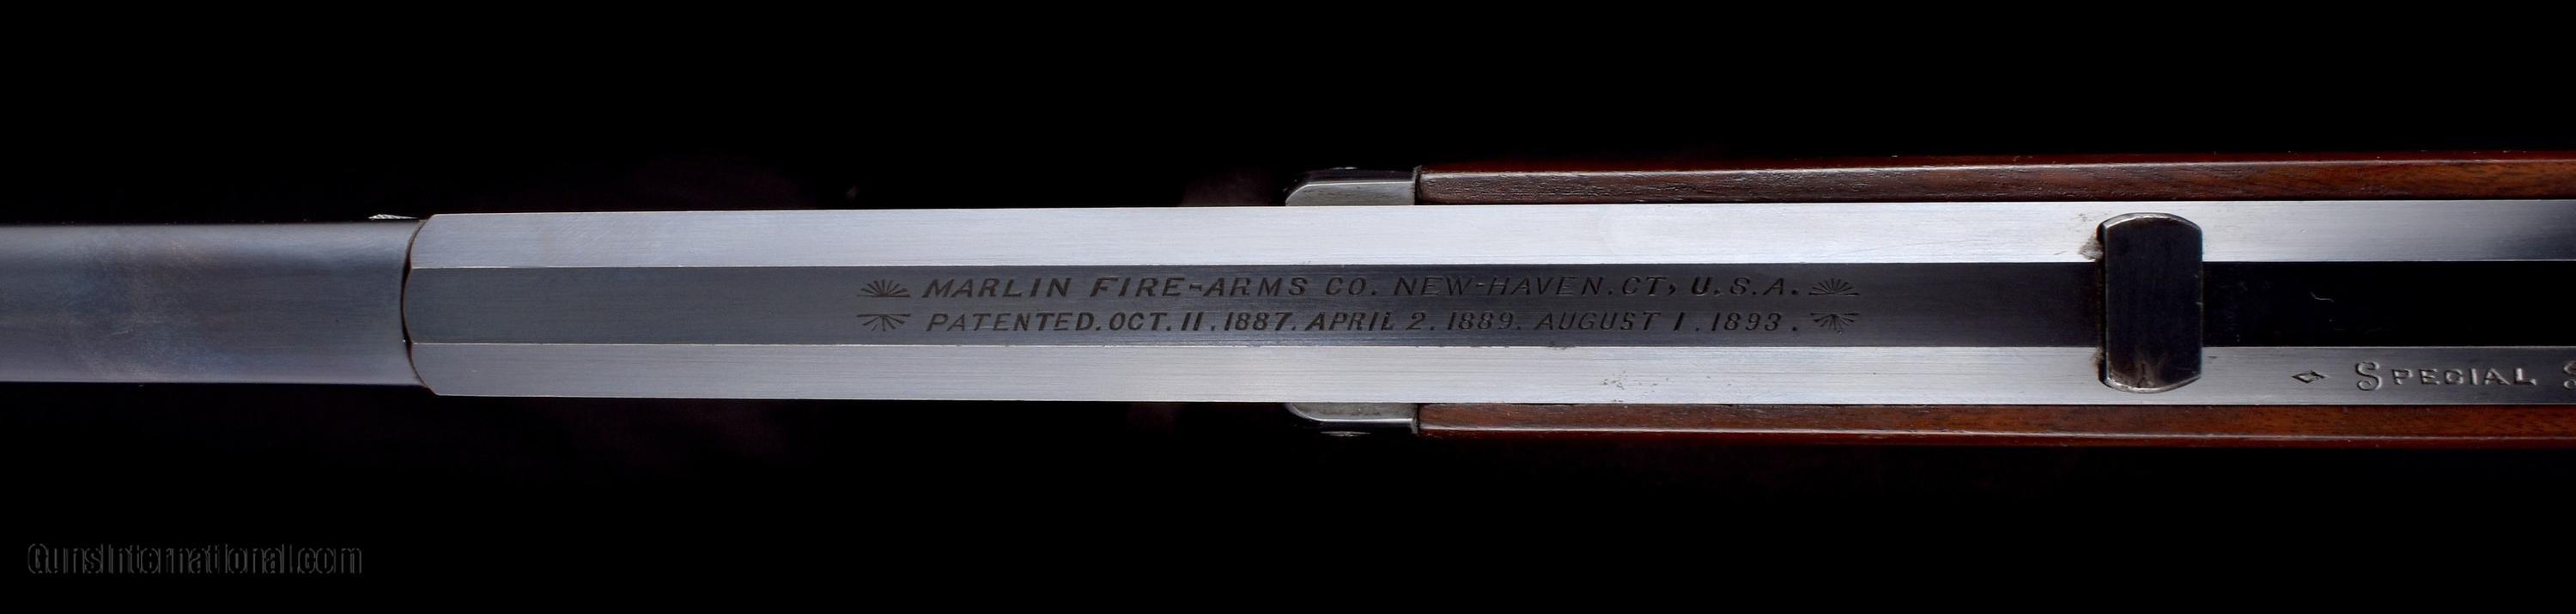 MARLIN FIRE-ARMS CO. NEW-HAVEN.CT, U.S.A.
PATENTED.OCT.11.1887.APRIL 2.1889. AUGUST 1.1893.
SPECIAL
GunsInternational.com